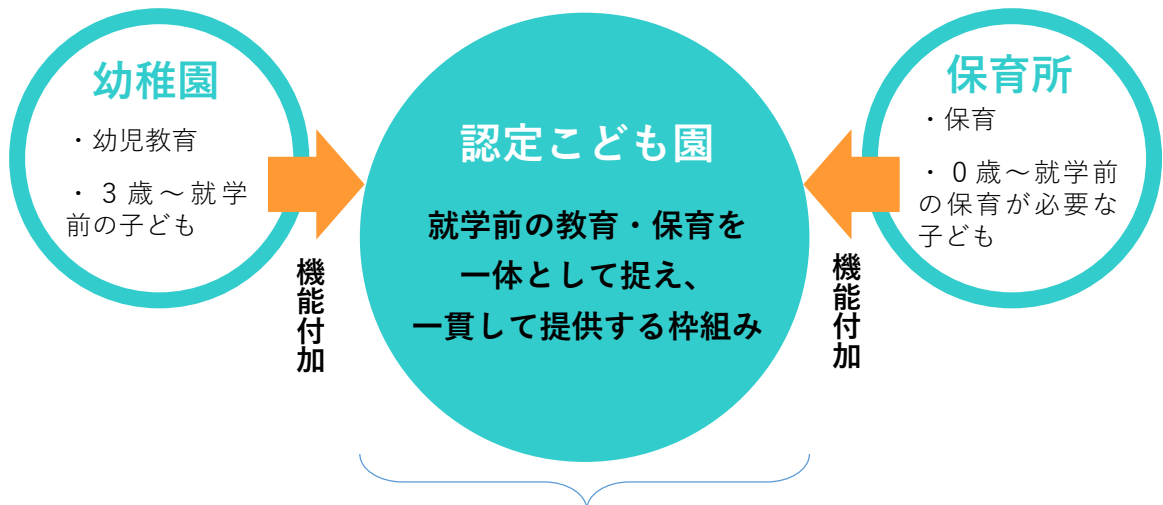 幼稚園
・幼児教育
・３歳～就学
前の子ども
機能付加
認定こども園
就学前の教育・保育を
一体として捉え、
一貫して提供する枠組み
保育所
・保育
・０歳～就学前
の保育が必要な
子ども
機能付加